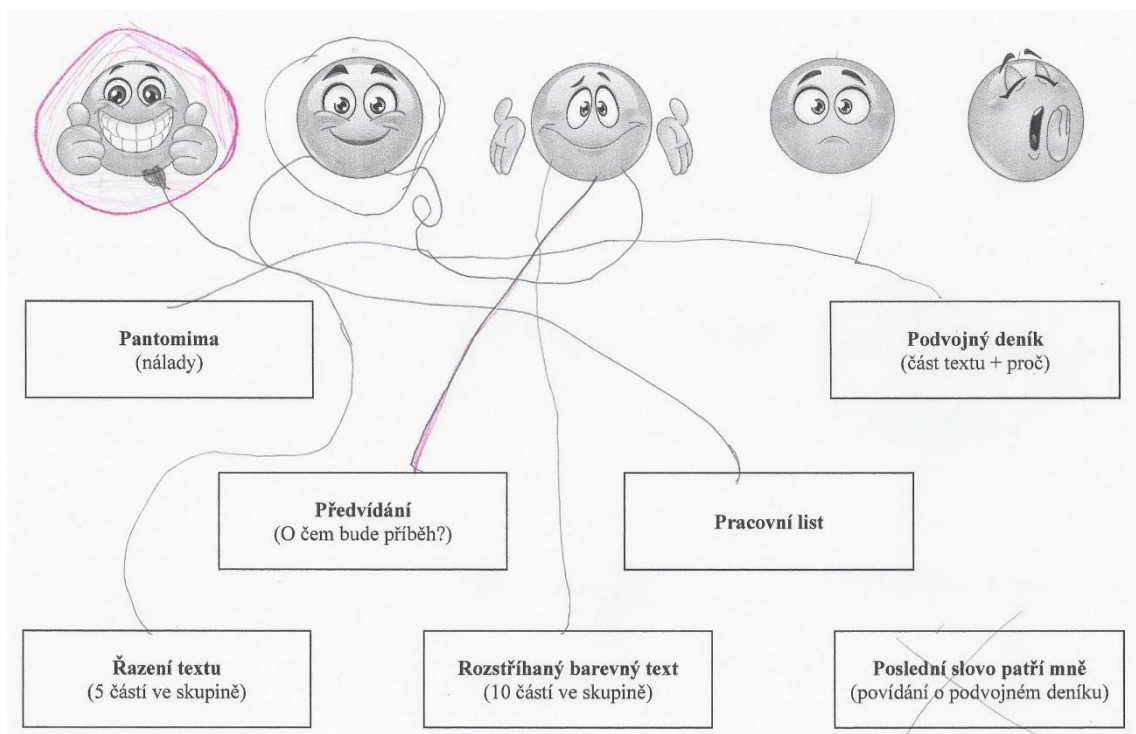 Pantomima
(nálady)
Podvojný deník
(část textu + proč)
Předvídání
(O čem bude příběh?)
Pracovní list
Řazení textu
(5 částí ve skupině)
Rozstříhaný barevný text
(10 částí ve skupině)
Poslední slovo patří mně
(povídání o podvojném deníku)